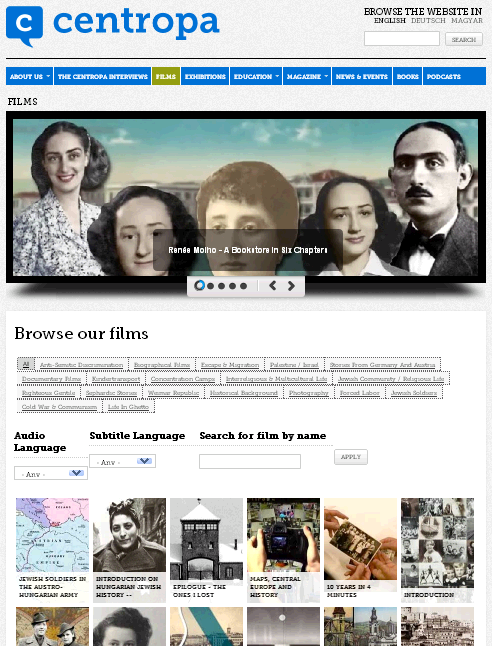 centropa
BROWSE THE WEBSITE IN
ENGLISH DEUTSCH MAGYAR
SEARCH
ABOUT US THE CENTROPA INTERVIEWS FILMS EXHIBITIONS EDUCATION MAGAZINE NEWS & EVENTS BOOKS PODCASTS
FILMS
Renée Molho - A Bookstore in Six Chapters
Browse our films
All Anti-Semitic Discrimination Biographical Films Escape & Migration Palestine / Israel Stories From Germany And Austria
Documentary Films Kindertransport Concentration Camps Interreligious & Multicultural Life Jewish Community / Religious Life
Righteous Gentile Sephardic Stories Weimar Republic Historical Background Photography Forced Labor Jewish Soldiers
Cold War & Communism Life In Ghetto
Audio Language
Subtitle Language
Search for film by name
- Any -
- Any -
APPLY
JEWISH SOLDIERS IN THE AUSTRO-HUNGARIAN ARMY
INTRODUCTION ON HUNGARIAN JEWISH HISTORY --
EPILOGUE - THE ONES I LOST
MAPS, CENTRAL EUROPE AND HISTORY
10 YEARS IN 4 MINUTES
INTRODUCTION